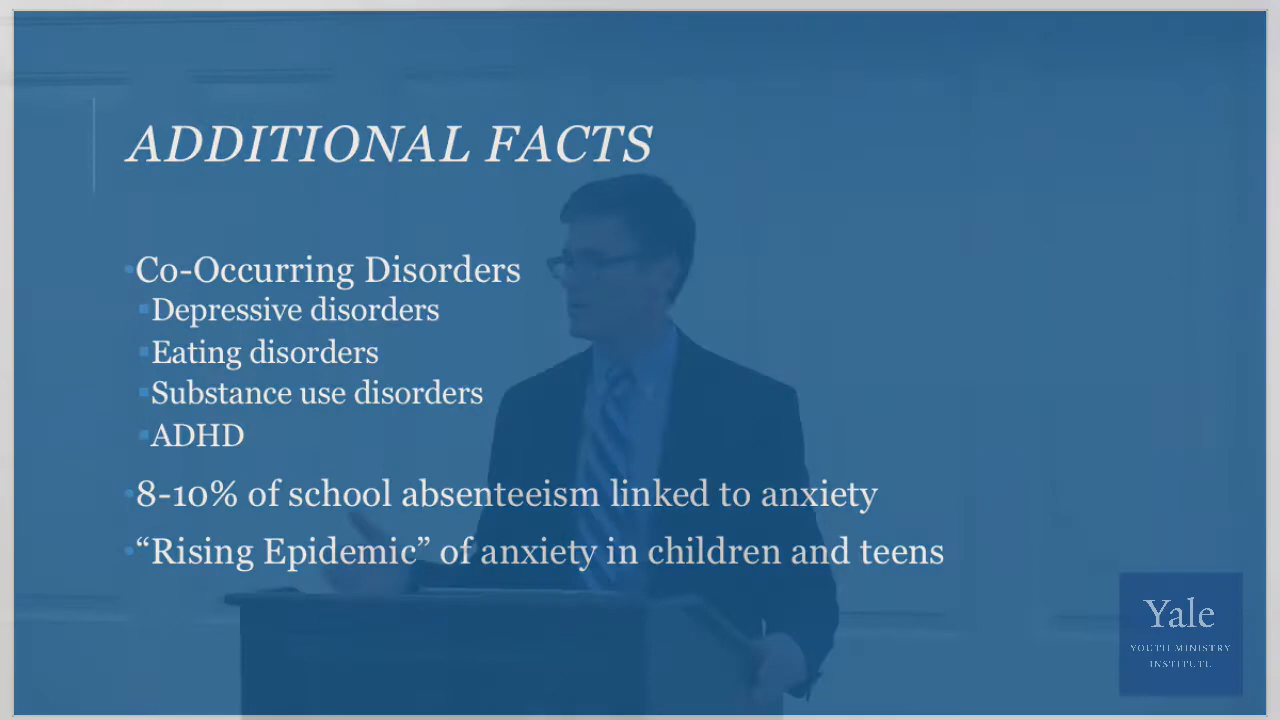 ADDITIONAL FACTS
•Co-Occurring Disorders
▪Depressive disorders
▪Eating disorders
▪Substance use disorders
▪ADHD
•8-10% of school absenteeism linked to anxiety
•“Rising Epidemic” of anxiety in children and teens
Yale
YOUTH MINISTRY
INSTITUTE